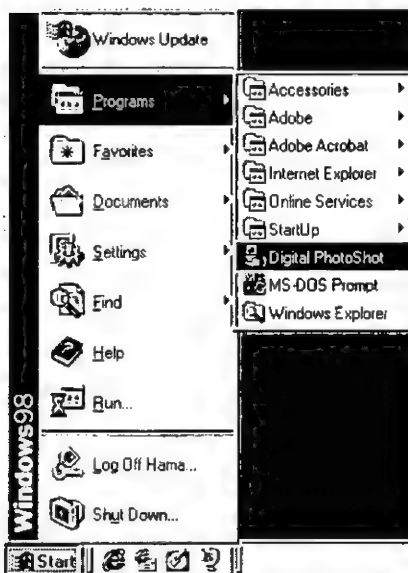 Windows Update
Programs
Favorites
Documents
Settings
Find
Help
Run...
Log Off Hama...
Shut Down...
Windows98
Start
Accessories
Adobe
Adobe Acrobat
Internet Explorer
Online Services
StartUp
Digital PhotoShot
MS-DOS Prompt
Windows Explorer